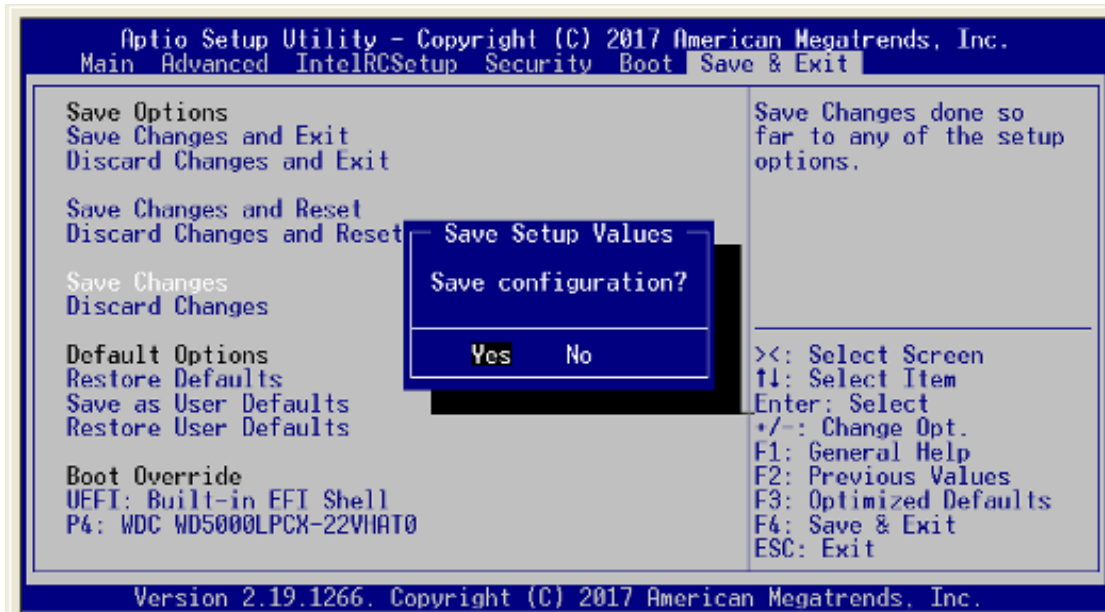 Aptio Setup Utility – Copyright (C) 2017 American Megatrends, Inc.
Main Advanced IntelRCSetup Security Boot Save & Exit
Save Options
Save Changes and Exit
Discard Changes and Exit
Save Changes and Reset
Discard Changes and Reset
Save Changes
Discard Changes
Default Options
Restore Defaults
Save as User Defaults
Restore User Defaults
Boot Override
UEFI: Built-in EFI Shell
P4: WDC WD5000LPCX-22VHAT0
Save Setup Values
Save configuration?
Yes No
Save Changes done so
far to any of the setup
options.
><: Select Screen
↑↓: Select Item
Enter: Select
+/-: Change Opt.
F1: General Help
F2: Previous Values
F3: Optimized Defaults
F4: Save & Exit
ESC: Exit
Version 2.19.1266. Copyright (C) 2017 American Megatrends, Inc.